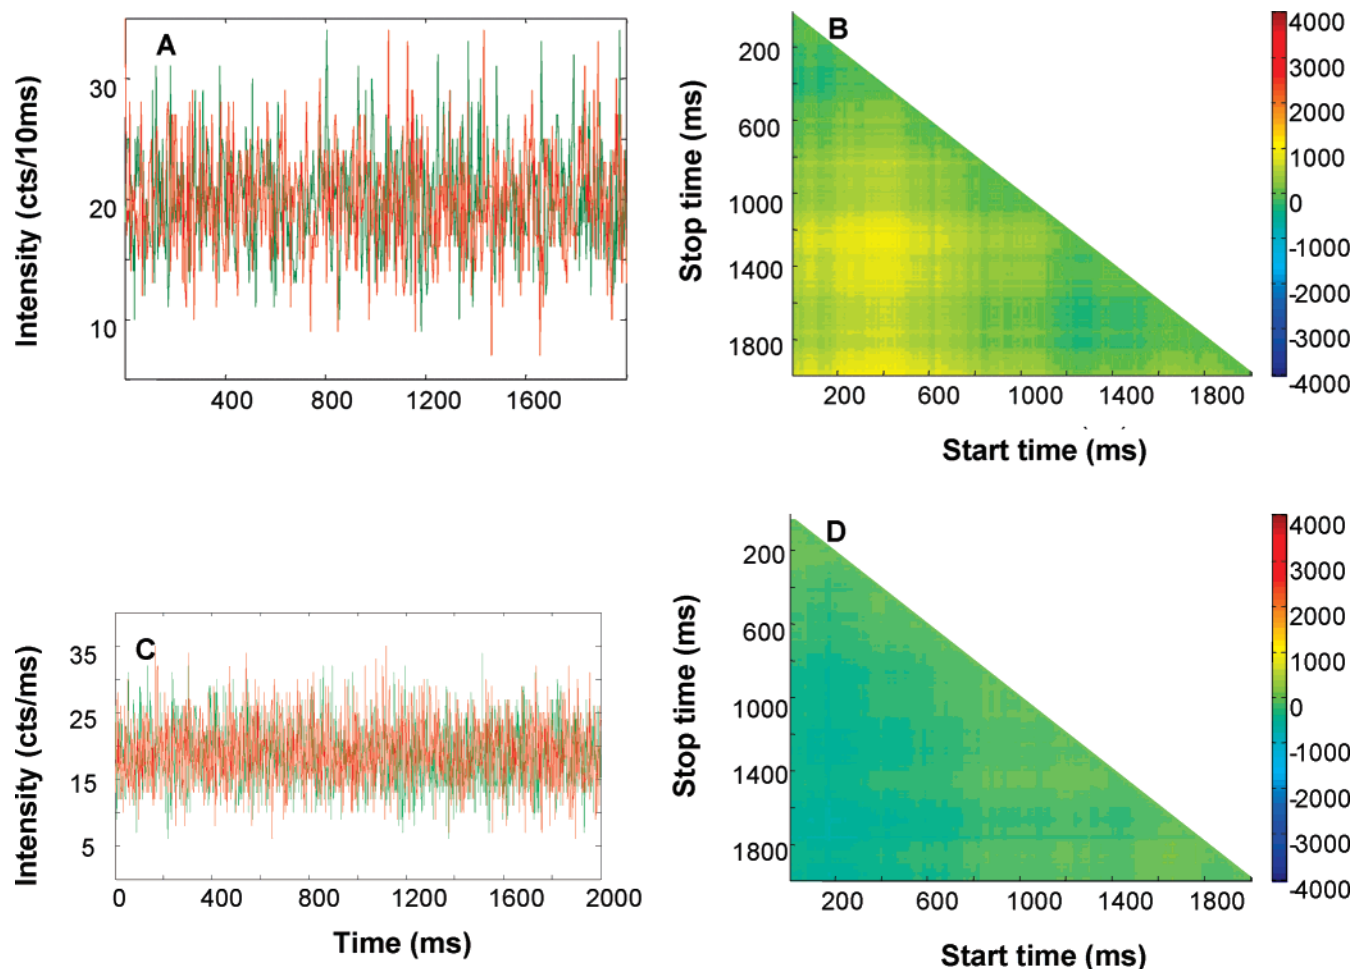 A
Intensity (cts/10ms)
30
20
10
400 800 1200 1600
B
Stop time (ms)
200
600
1000
1400
1800
200 600 1000 1400 1800
Start time (ms)
4000
3000
2000
1000
0
-1000
-2000
-3000
-4000
C
Intensity (cts/ms)
35
25
15
5
0 400 800 1200 1600 2000
Time (ms)
D
Stop time (ms)
200
600
1000
1400
1800
200 600 1000 1400 1800
Start time (ms)
4000
3000
2000
1000
0
-1000
-2000
-3000
-4000